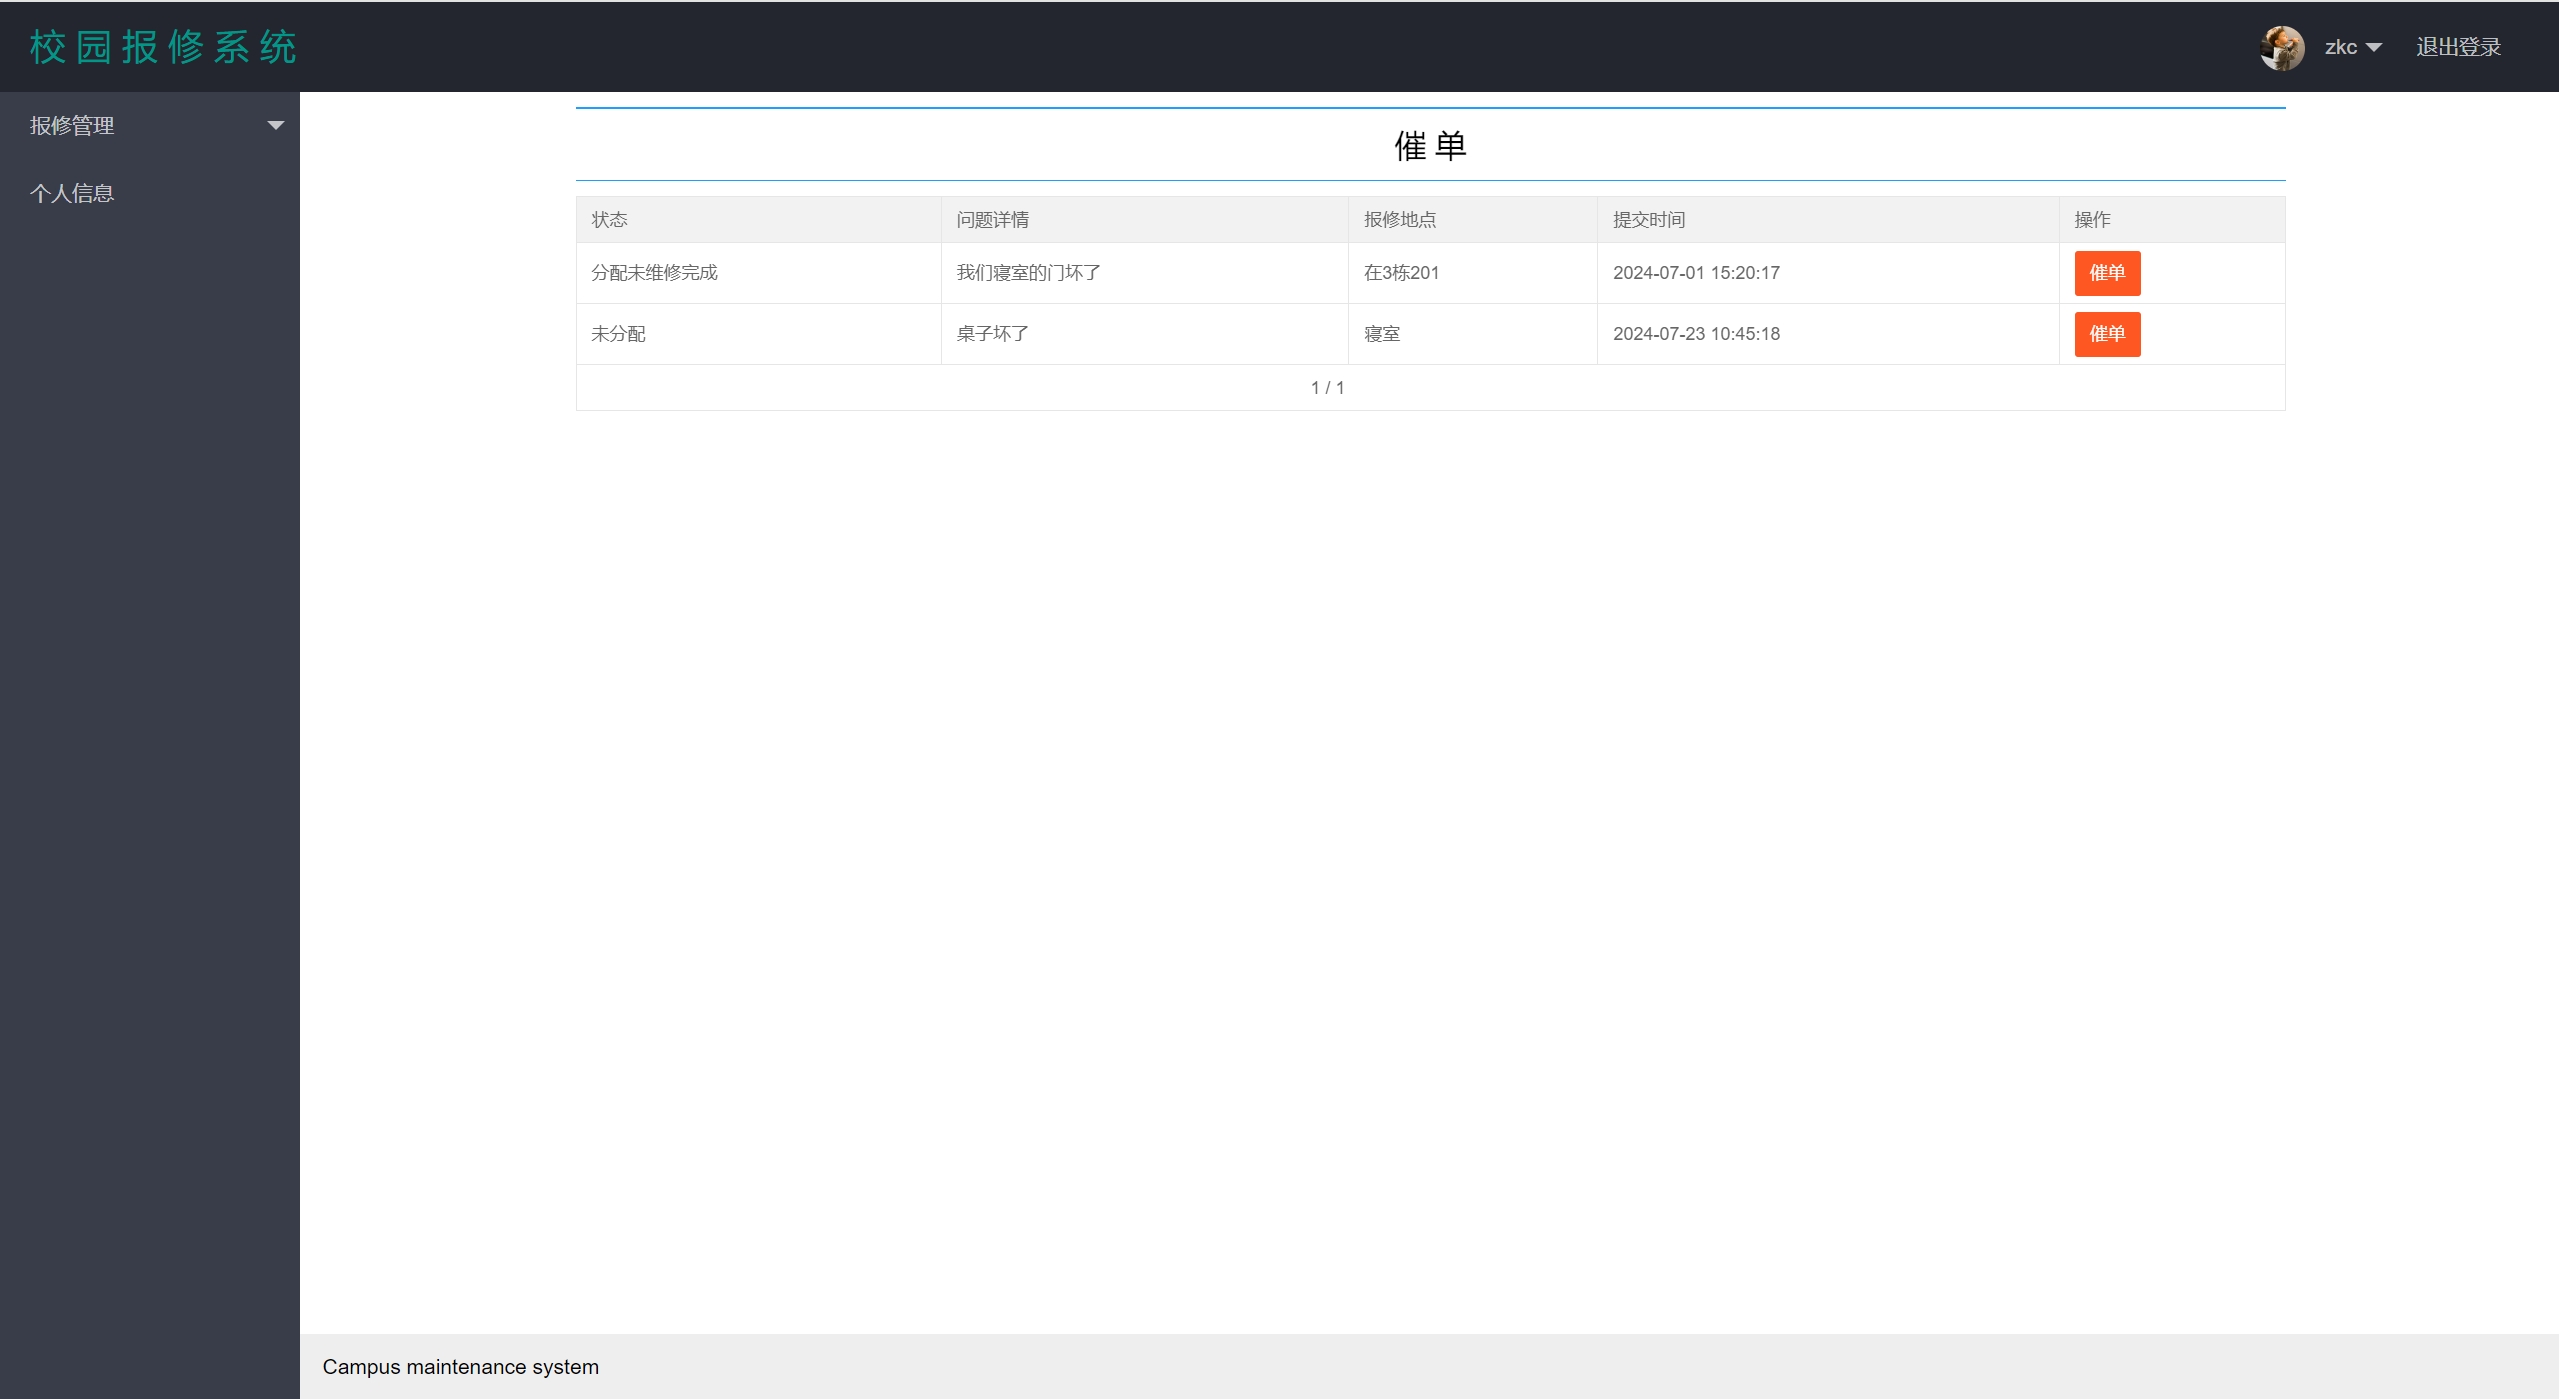 校园报修系统
zkc 退出登录
报修管理
个人信息
催单
状态 问题详情 报修地点 提交时间 操作
分配未维修完成 我们寝室的门坏了 在3栋201 2024-07-01 15:20:17 催单
未分配 桌子坏了 寝室 2024-07-23 10:45:18 催单
1 / 1
Campus maintenance system